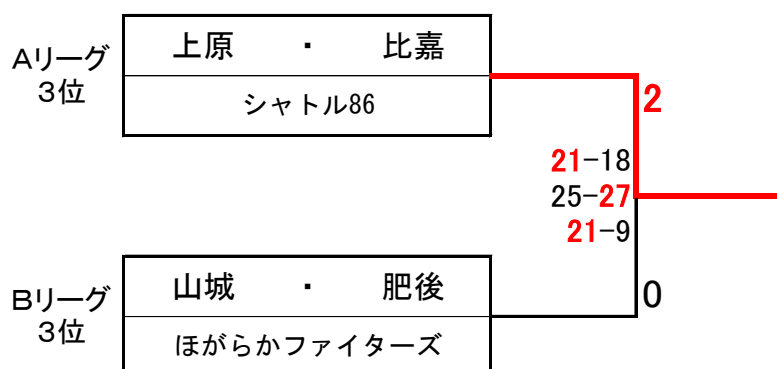 Aリーグ
3位
上原 ・ 比嘉
シャトル86
2
21-18
25-27
21-9
Bリーグ
3位
山城 ・ 肥後
ほがらかファイターズ
0